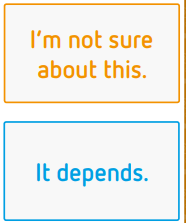 I'm not sure
about this.
It depends.